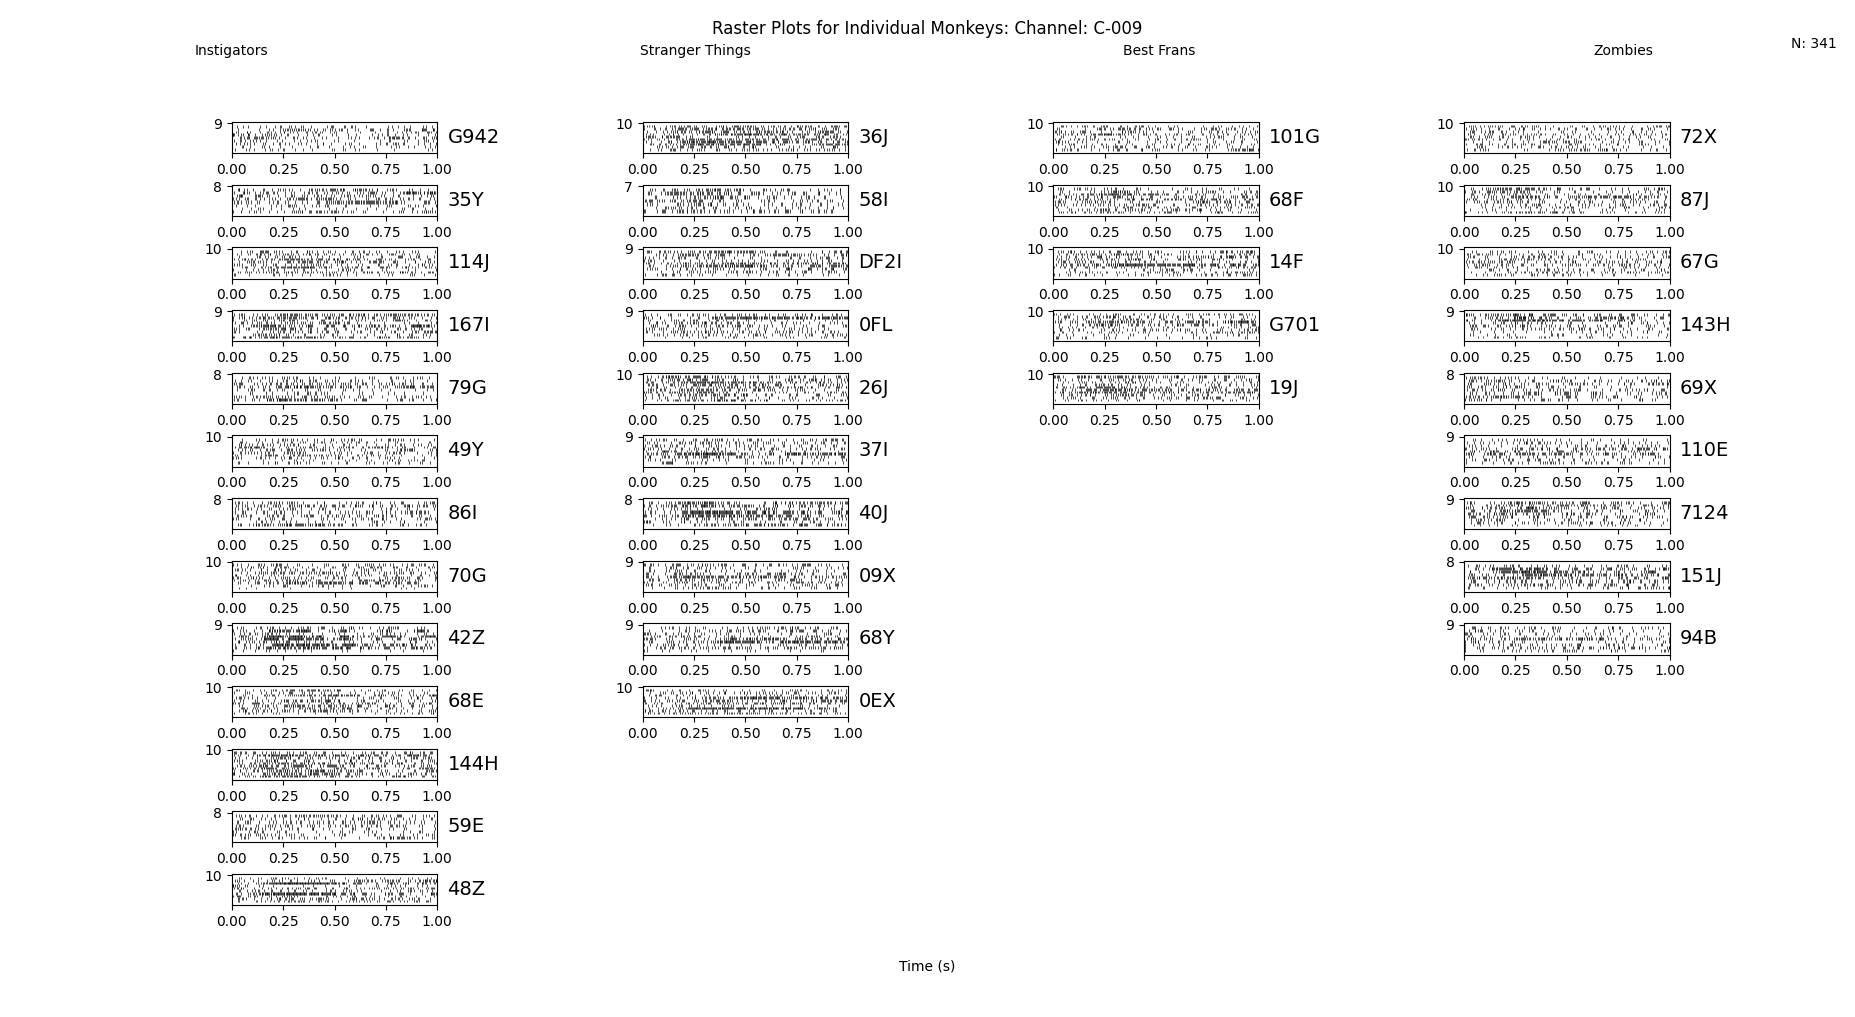 Raster Plots for Individual Monkeys: Channel: C-009
Instigators Stranger Things Best Frans Zombies N: 341
9 G942 10 36J 10 101G 10 72X
0.00 0.25 0.50 0.75 1.00 0.00 0.25 0.50 0.75 1.00 0.00 0.25 0.50 0.75 1.00 0.00 0.25 0.50 0.75 1.00
8 35Y 7 58I 10 68F 10 87J
0.00 0.25 0.50 0.75 1.00 0.00 0.25 0.50 0.75 1.00 0.00 0.25 0.50 0.75 1.00 0.00 0.25 0.50 0.75 1.00
10 114J 9 DF2I 10 14F 10 67G
0.00 0.25 0.50 0.75 1.00 0.00 0.25 0.50 0.75 1.00 0.00 0.25 0.50 0.75 1.00 0.00 0.25 0.50 0.75 1.00
9 167I 9 0FL 10 G701 9 143H
0.00 0.25 0.50 0.75 1.00 0.00 0.25 0.50 0.75 1.00 0.00 0.25 0.50 0.75 1.00 0.00 0.25 0.50 0.75 1.00
8 79G 10 26J 10 19J 8 69X
0.00 0.25 0.50 0.75 1.00 0.00 0.25 0.50 0.75 1.00 0.00 0.25 0.50 0.75 1.00 0.00 0.25 0.50 0.75 1.00
10 49Y 9 37I 9 110E
0.00 0.25 0.50 0.75 1.00 0.00 0.25 0.50 0.75 1.00 0.00 0.25 0.50 0.75 1.00
8 86I 8 40J 9 7124
0.00 0.25 0.50 0.75 1.00 0.00 0.25 0.50 0.75 1.00 0.00 0.25 0.50 0.75 1.00
10 70G 9 09X 8 151J
0.00 0.25 0.50 0.75 1.00 0.00 0.25 0.50 0.75 1.00 0.00 0.25 0.50 0.75 1.00
9 42Z 9 68Y 9 94B
0.00 0.25 0.50 0.75 1.00 0.00 0.25 0.50 0.75 1.00 0.00 0.25 0.50 0.75 1.00
10 68E 10 0EX
0.00 0.25 0.50 0.75 1.00 0.00 0.25 0.50 0.75 1.00
10 144H
0.00 0.25 0.50 0.75 1.00
8 59E
0.00 0.25 0.50 0.75 1.00
10 48Z
0.00 0.25 0.50 0.75 1.00
Time (s)